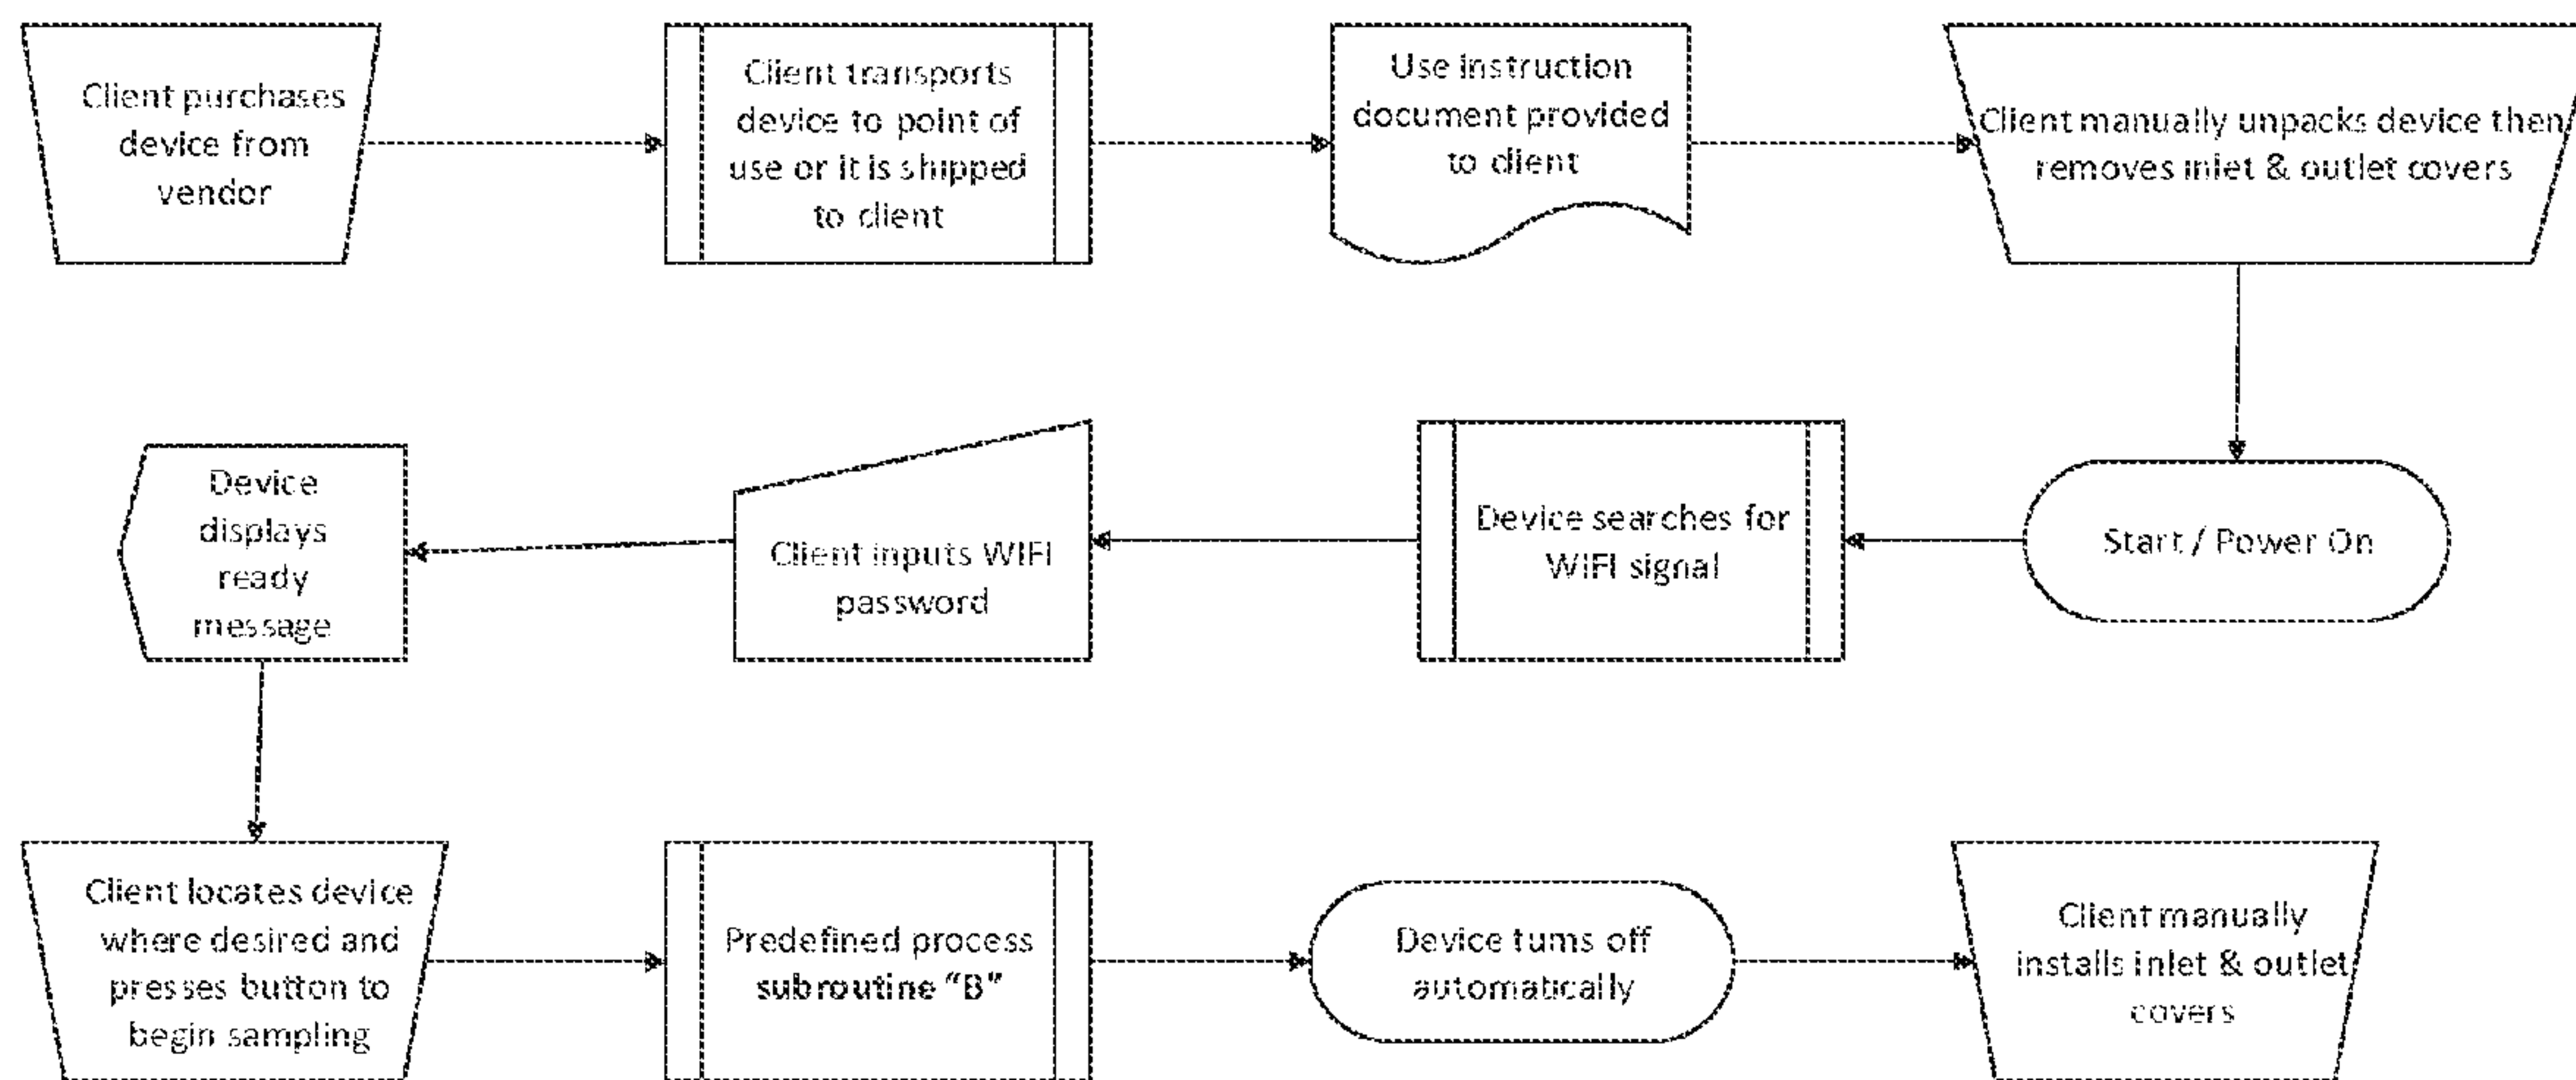 Client purchases
device from
vendor
Client transports
device to point of
use or it is shipped
to client
Use instruction
document provided
to client
Client manually unpacks device then
removes inlet & outlet covers
Start / Power On
Device searches for
WIFI signal
Client inputs WIFI
password
Device
displays
ready
message
Client locates device
where desired and
presses button to
begin sampling
Predefined process
subroutine “B”
Device turns off
automatically
Client manually
installs inlet & outlet
covers